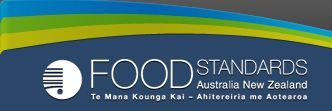 FOOD STANDARDS
Australia New Zealand
Te Mana Kounga Kai – Ahitereiria me Aotearoa